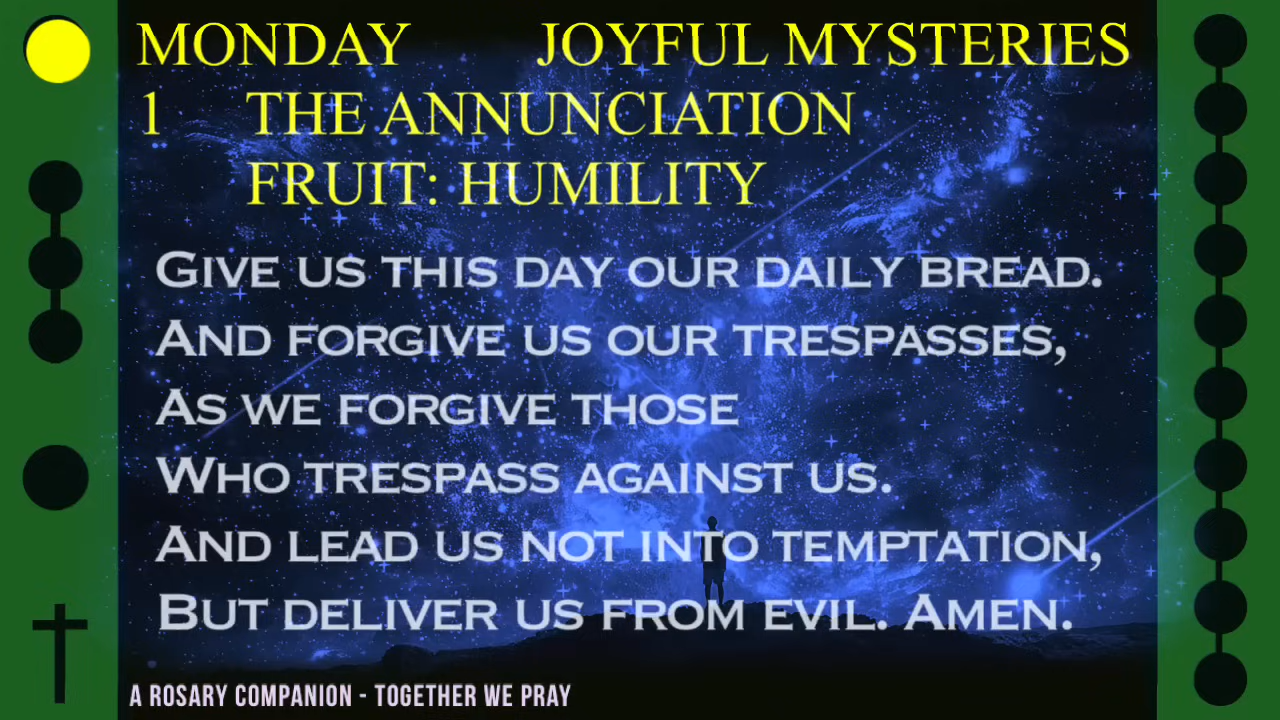 MONDAY JOYFUL MYSTERIES
1 THE ANNUNCIATION
FRUIT: HUMILITY
GIVE US THIS DAY OUR DAILY BREAD.
AND FORGIVE US OUR TRESPASSES,
AS WE FORGIVE THOSE
WHO TRESPASS AGAINST US.
AND LEAD US NOT INTO TEMPTATION,
BUT DELIVER US FROM EVIL. AMEN.
A ROSARY COMPANION - TOGETHER WE PRAY